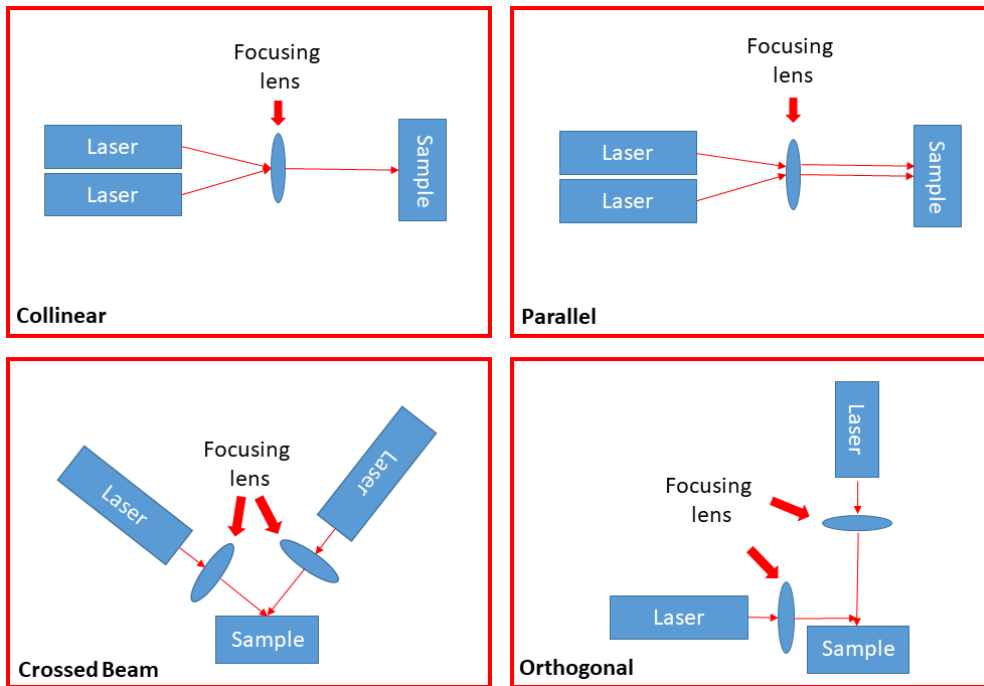 Focusing
lens
Laser
Laser
Sample
Collinear
Focusing
lens
Laser
Laser
Sample
Parallel
Focusing
lens
Laser
Laser
Sample
Crossed Beam
Laser
Focusing
lens
Laser
Sample
Orthogonal